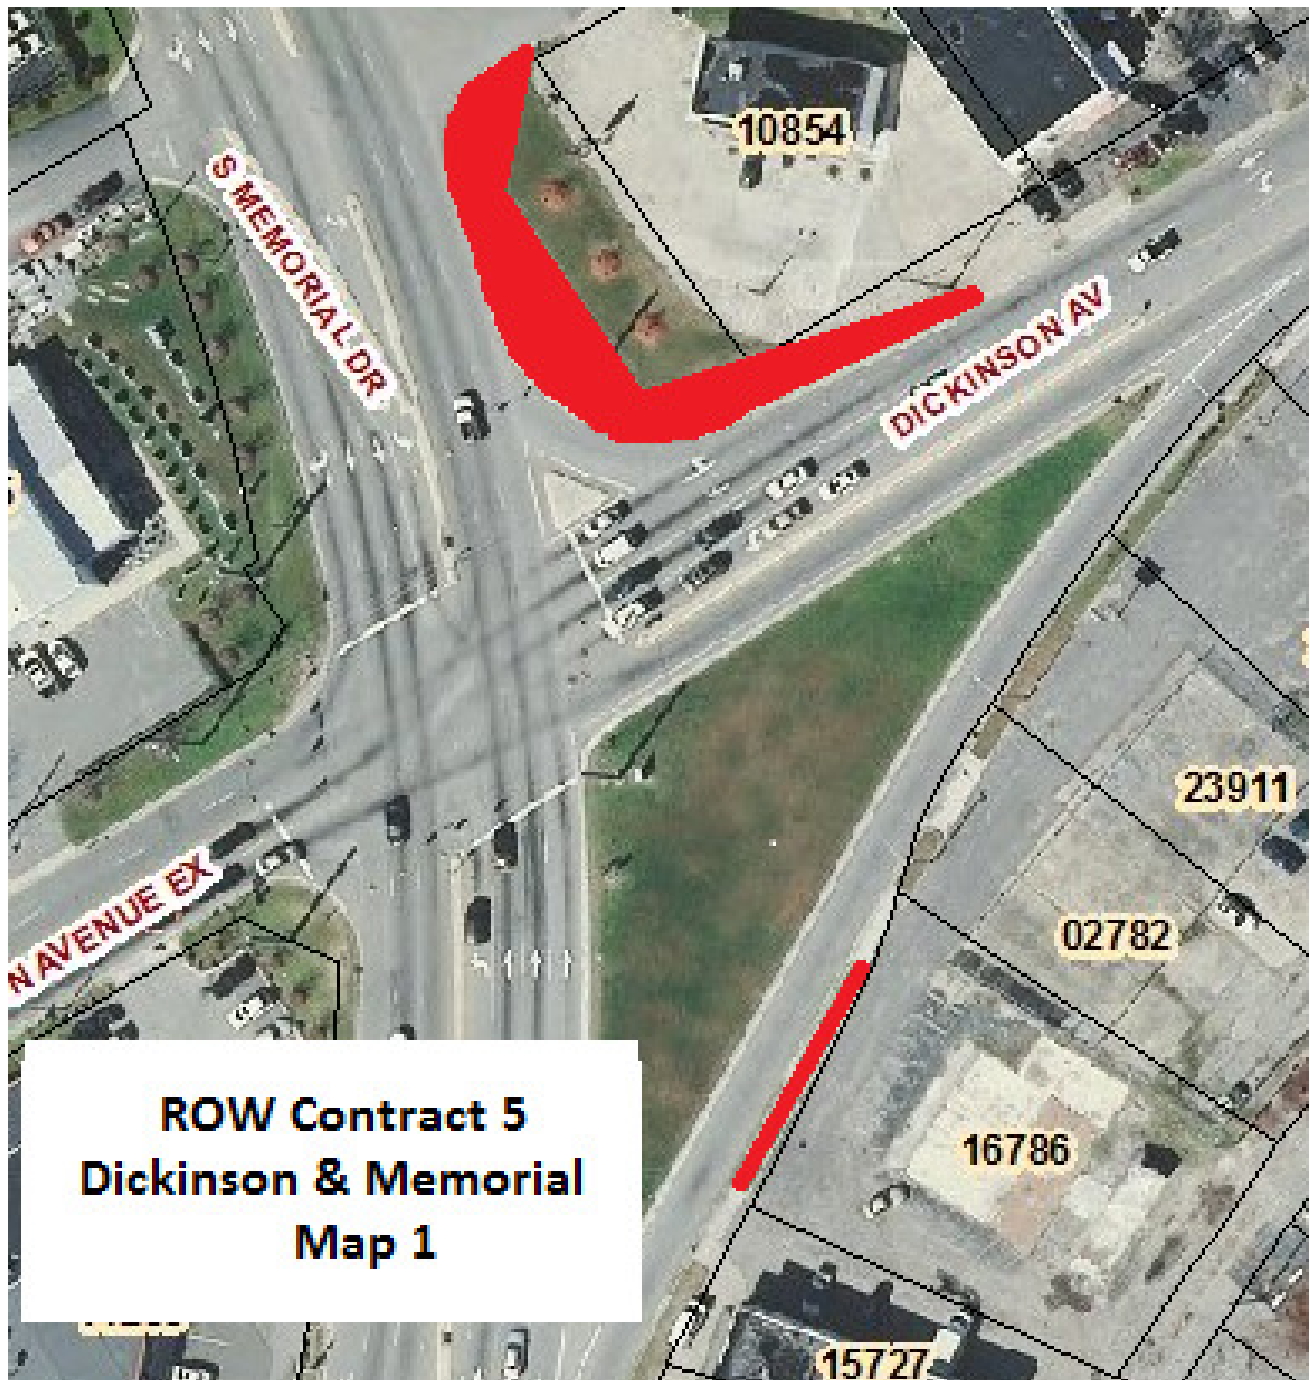 10854
S MEMORIAL DR
DICKINSON AV
23911
N AVENUE EX
02782
ROW Contract 5
Dickinson & Memorial
Map 1
16786
15727